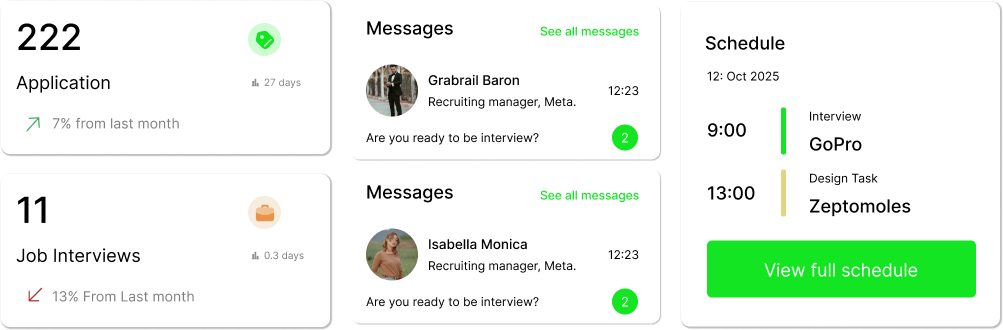 222
Application
27 days
7% from last month
11
Job Interviews
0.3 days
13% From Last month
Messages
See all messages
Grabrail Baron
12:23
Recruiting manager, Meta.
Are you ready to be interview?
2
Messages
See all messages
Isabella Monica
12:23
Recruiting manager, Meta.
Are you ready to be interview?
2
Schedule
12: Oct 2025
9:00
Interview
GoPro
13:00
Design Task
Zeptomoles
View full schedule